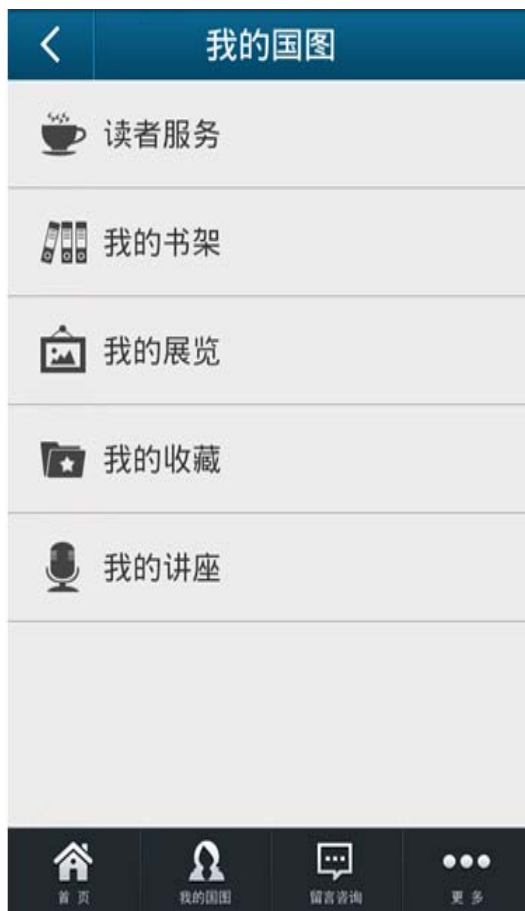 我的国图
读者服务
我的书架
我的展览
我的收藏
我的讲座
首页
我的国图
留言咨询
更多